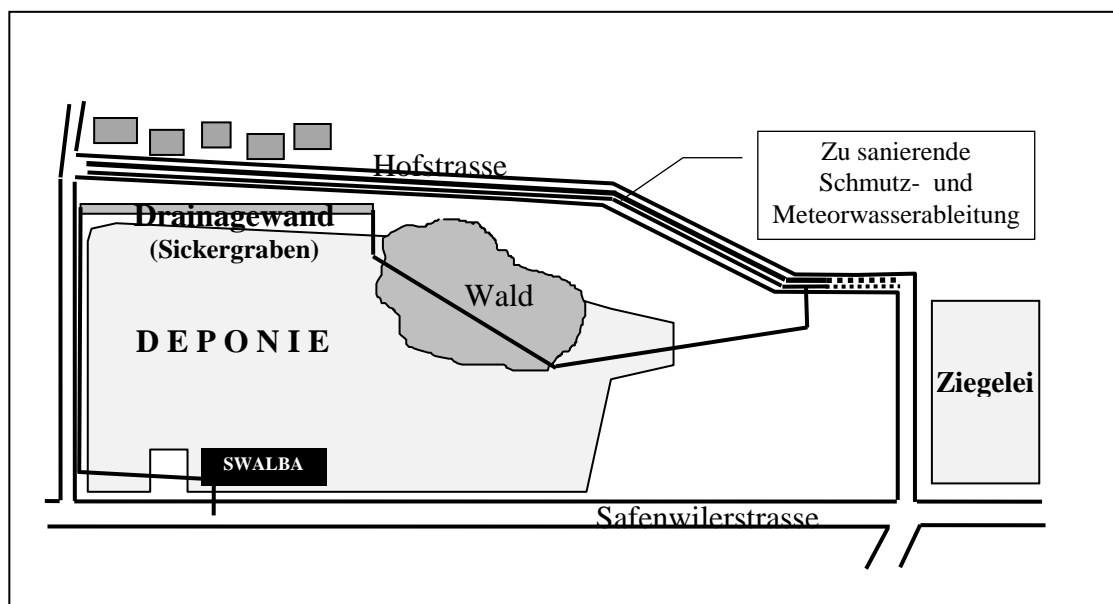 Hofstrasse
Zu sanierende
Schmutz- und
Meteorwasserableitung
Drainagewand
(Sickergraben)
Wald
D E P O N I E
Ziegelei
SWALBA
Safenwilerstrasse